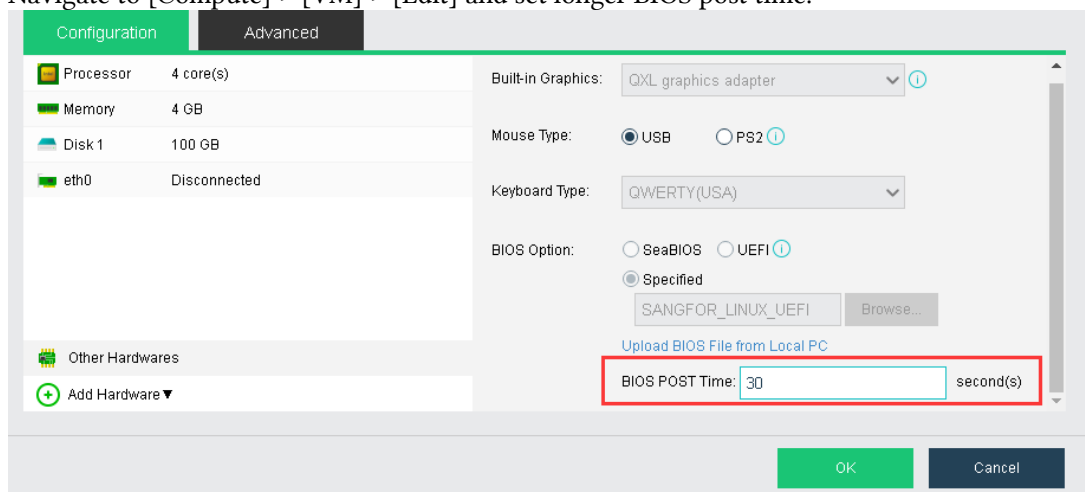 Navigate to [Compute] > [VM] > [Edit] and set longer BIOS post time.
Configuration
Advanced
Processor 4 core(s)
Memory 4 GB
Disk 1 100 GB
eth0 Disconnected
Other Hardwares
Add Hardware▼
Built-in Graphics: QXL graphics adapter
Mouse Type: USB PS2
Keyboard Type: QWERTY(USA)
BIOS Option: SeaBIOS UEFI
Specified
SANGFOR_LINUX_UEFI Browse...
Upload BIOS File from Local PC
BIOS POST Time: 30 second(s)
OK Cancel